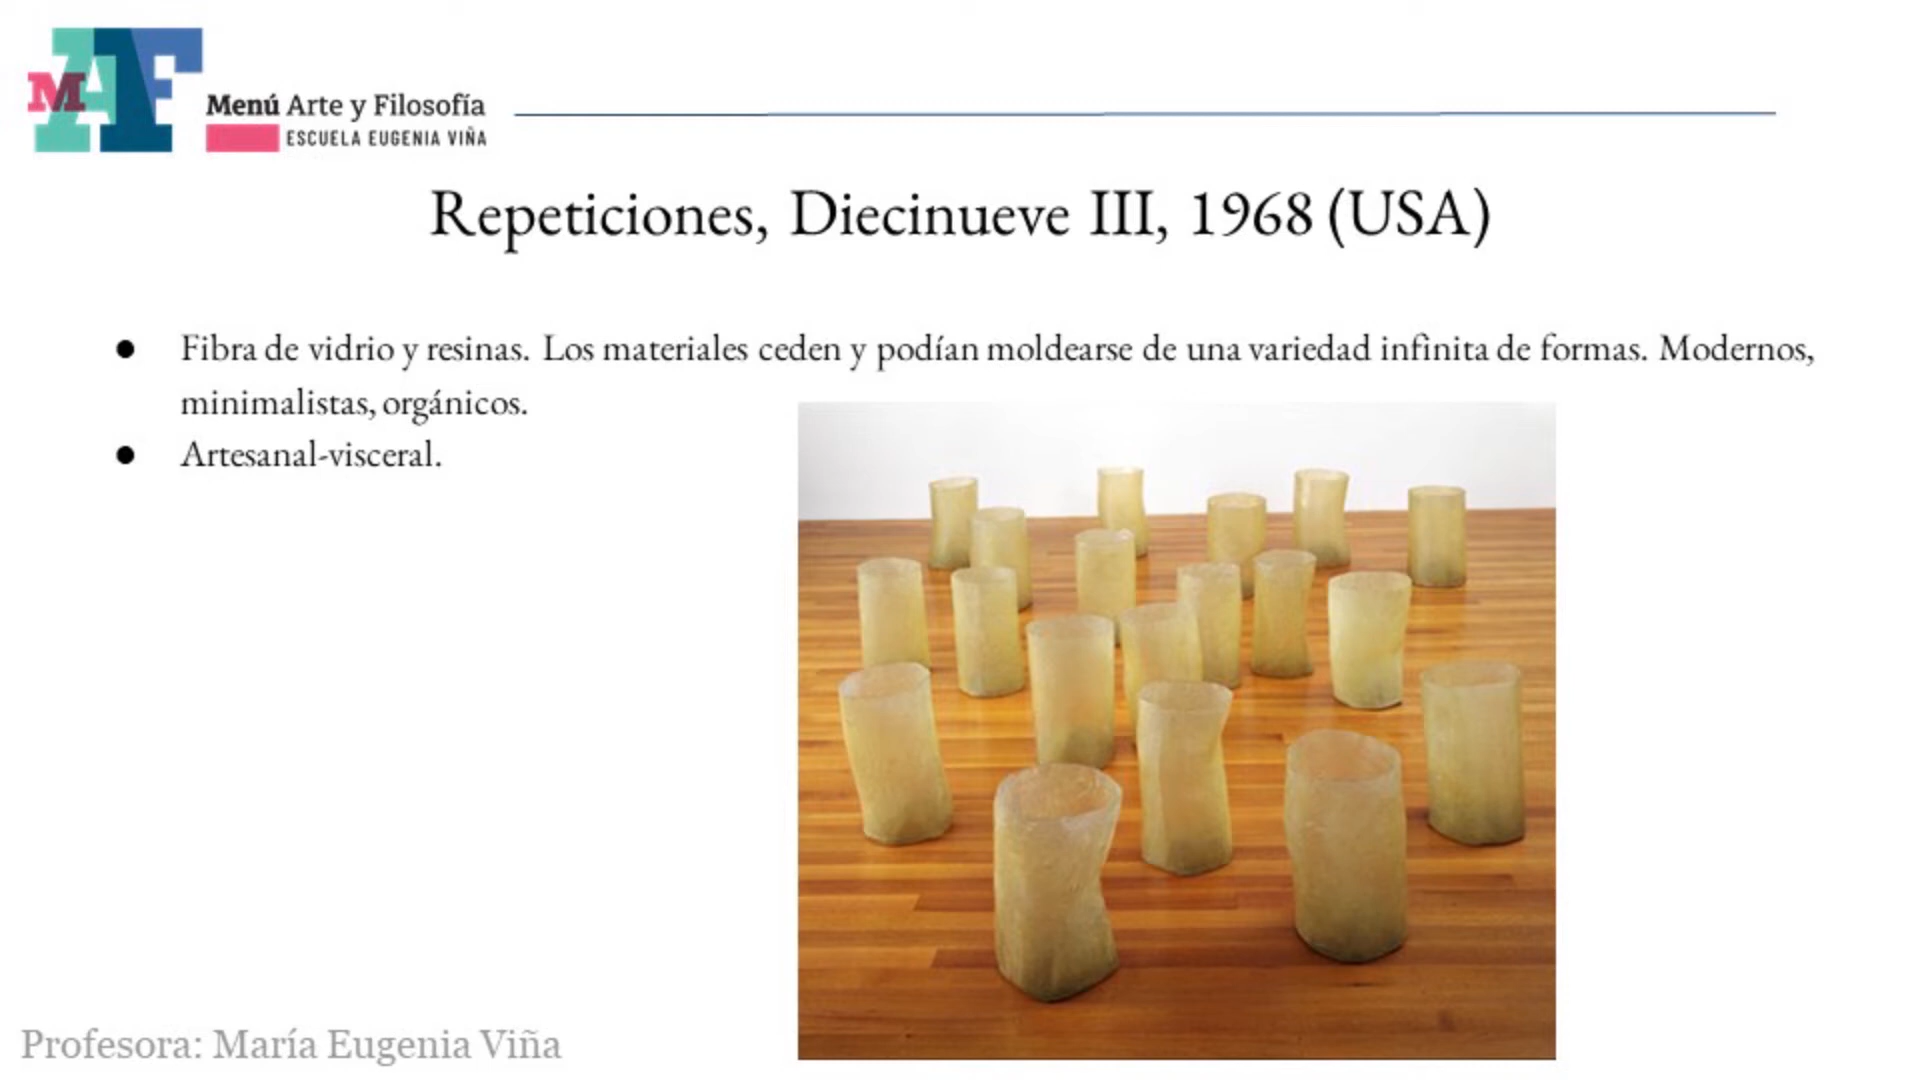 MAF
Menú Arte y Filosofía
ESCUELA EUGENIA VIÑA
Repeticiones, Diecinueve III, 1968 (USA)
● Fibra de vidrio y resinas. Los materiales ceden y podían moldearse de una variedad infinita de formas. Modernos,
minimalistas, orgánicos.
● Artesanal-visceral.
Profesora: María Eugenia Viña